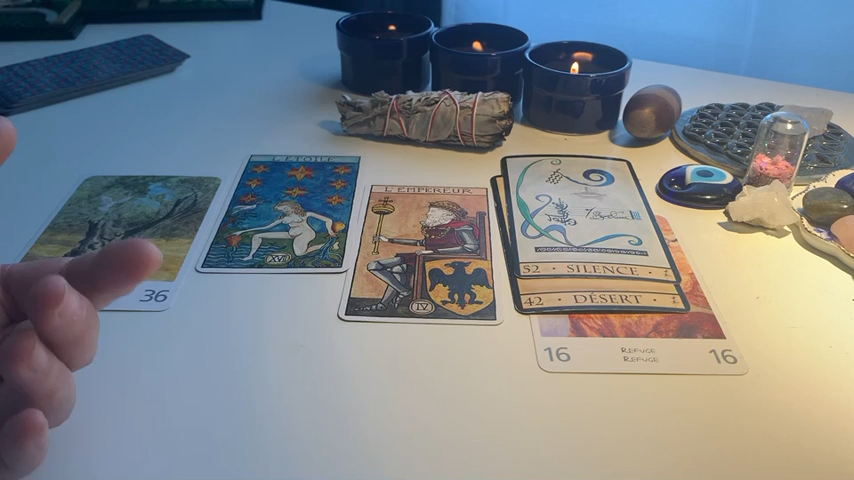 36
L'ÉTOILE
XVII
L'EMPEREUR
IV
52 · SILENCE
42 · DÉSERT
16 REFUGE 16
REFUGE